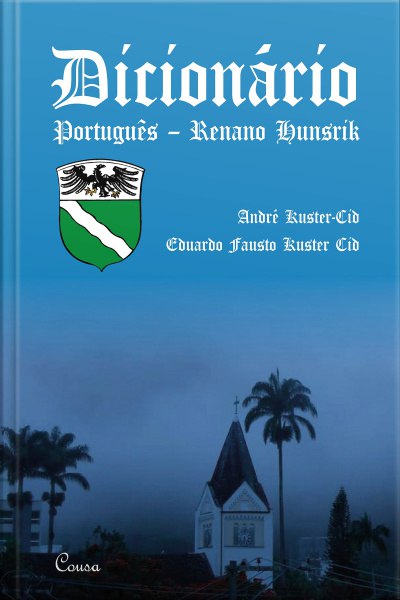 Dicionário
Português – Renano Hunsrik
André Kuster-Cid
Eduardo Fausto Kuster Cid
Cousa